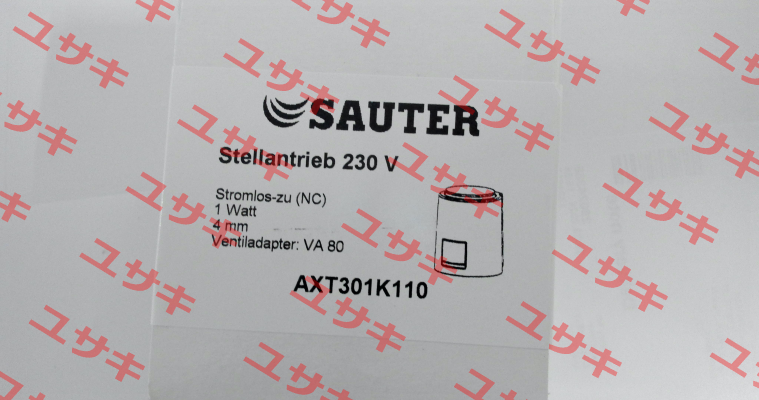 SAUTER
Stellantrieb 230 V
Stromlos-zu (NC)
1 Watt
4 mm
Ventiladapter: VA 80
AXT301K110
ユサキ